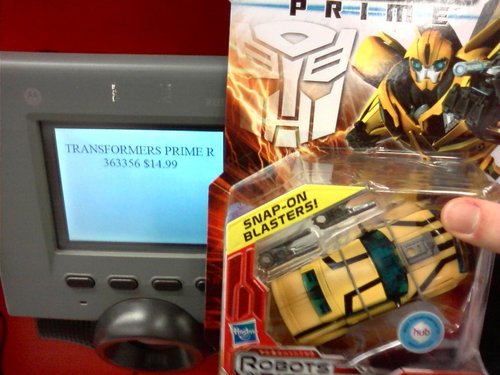 PRIME
TRANSFORMERS PRIME R
363356 $14.99
SNAP-ON
BLASTERS!
Hasbro
hub
ROBOTS